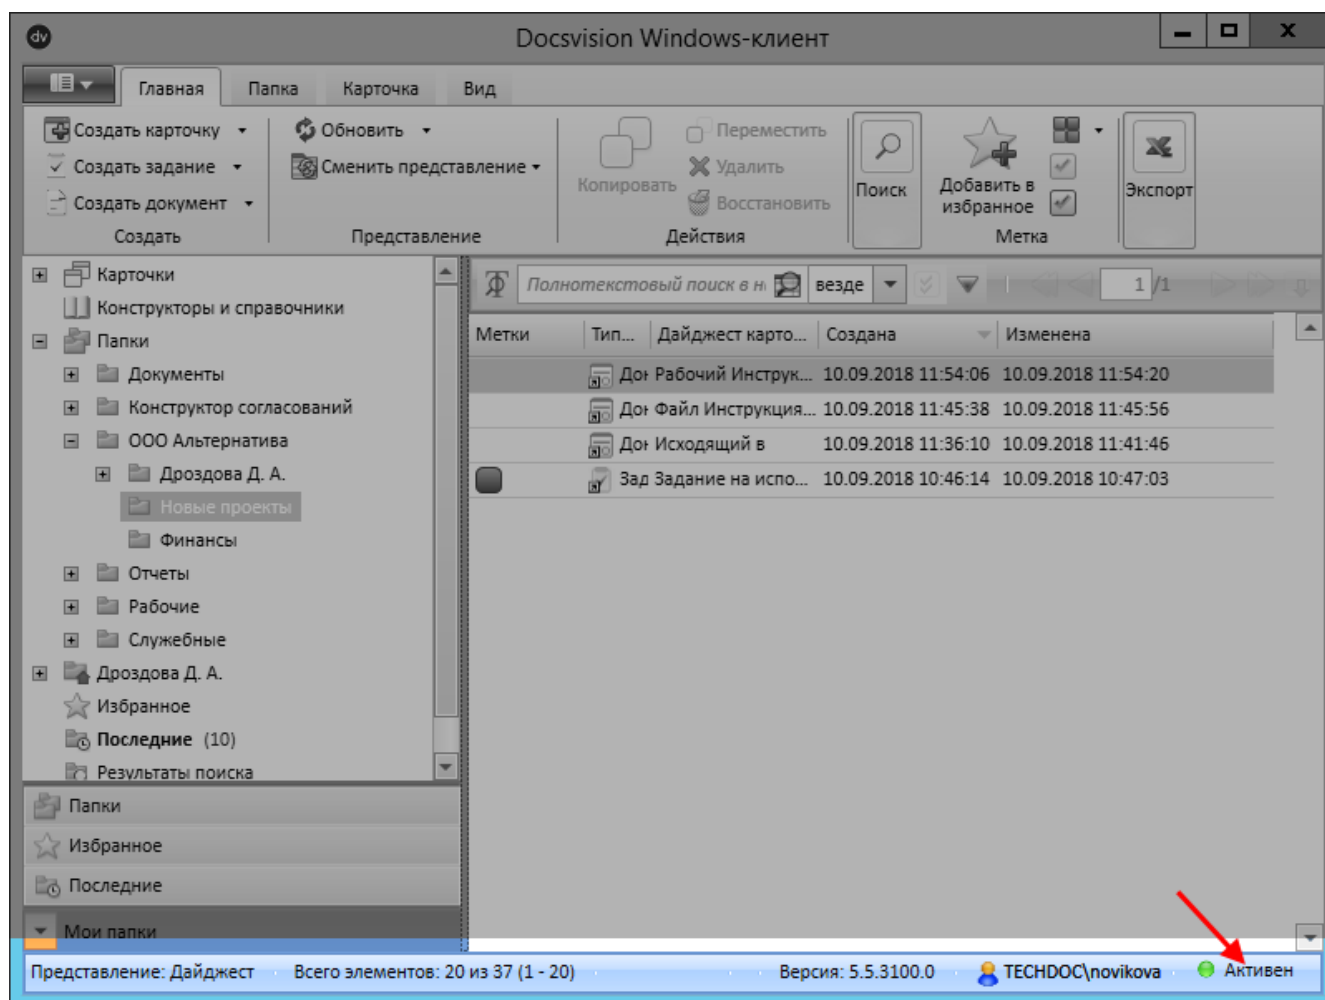 dv
Docsvision Windows-клиент
Главная Папка Карточка Вид
Создать карточку
Создать задание
Создать документ
Создать
Обновить
Сменить представление
Представление
Копировать
Переместить
Удалить
Восстановить
Действия
Поиск
Добавить в
избранное
Метка
Экспорт
Карточки
Конструкторы и справочники
Папки
Документы
Конструктор согласований
ООО Альтернатива
Дроздова Д. А.
Новые проекты
Финансы
Отчеты
Рабочие
Служебные
Дроздова Д. А.
Избранное
Последние (10)
Результаты поиска
Папки
Избранное
Последние
Мои папки
Полнотекстовый поиск в везде 1 /1
Метки Тип... Дайджест карто... Создана Изменена
Рабочий Инструк... 10.09.2018 11:54:06 10.09.2018 11:54:20
Файл Инструкция... 10.09.2018 11:45:38 10.09.2018 11:45:56
Исходящий в 10.09.2018 11:36:10 10.09.2018 11:41:46
Зад Задание на испо... 10.09.2018 10:46:14 10.09.2018 10:47:03
Представление: Дайджест Всего элементов: 20 из 37 (1 - 20) Версия: 5.5.3100.0 TECHDOC\novikova Активен